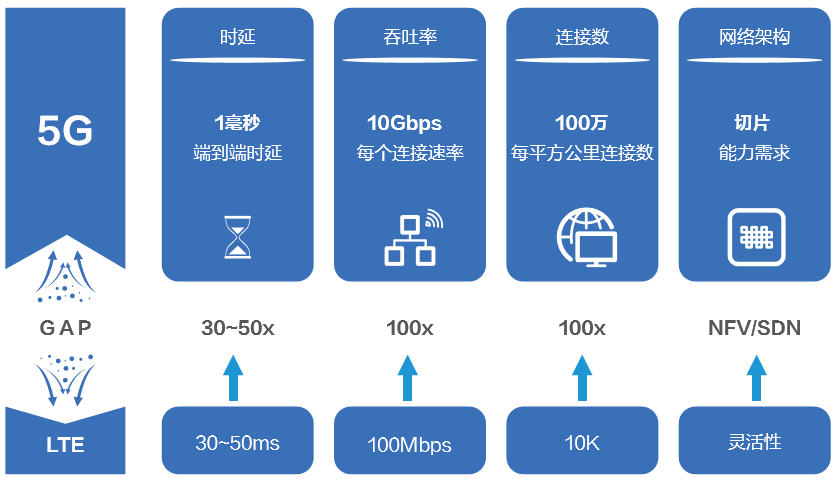 5G
时延
1毫秒
端到端时延
吞吐率
10Gbps
每个连接速率
连接数
100万
每平方公里连接数
网络架构
切片
能力需求
GAP
30~50x
100x
100x
NFV/SDN
LTE
30~50ms
100Mbps
10K
灵活性